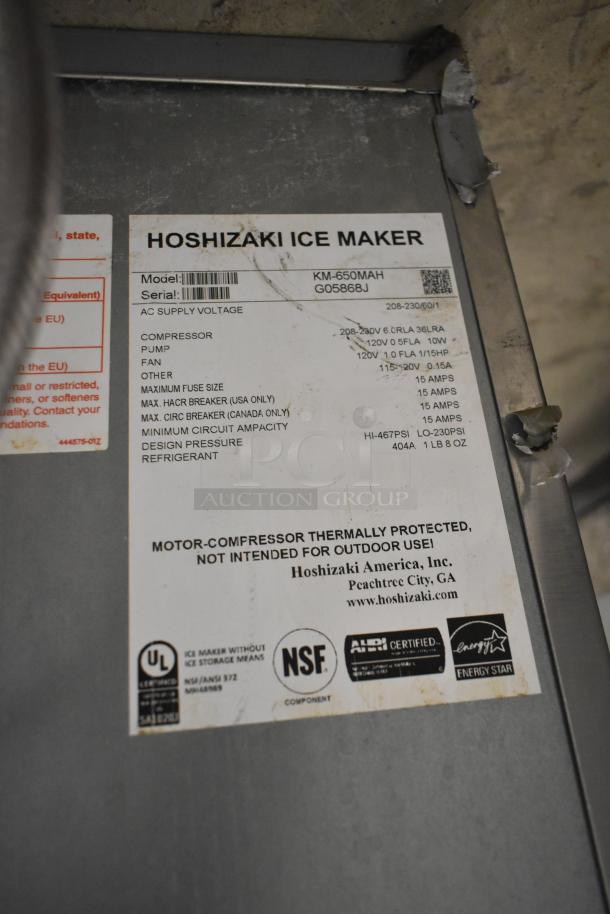 HOSHIZAKI ICE MAKER
Model: KM-650MAH
Serial: G05868J
AC SUPPLY VOLTAGE 208-230/60/1
COMPRESSOR 208-230V 6.0RLA 36LRA
PUMP 120V 0.5FLA 10W
FAN 120V 1.0 FLA 1/15HP
OTHER 115-120V 0.15A
MAXIMUM FUSE SIZE 15 AMPS
MAX. HACR BREAKER (USA ONLY) 15 AMPS
MAX. CIRC BREAKER (CANADA ONLY) 15 AMPS
MINIMUM CIRCUIT AMPACITY 15 AMPS
DESIGN PRESSURE HI-467PSI LO-230PSI
REFRIGERANT 404A 1 LB 8 OZ
PCI
AUCTION GROUP
MOTOR-COMPRESSOR THERMALLY PROTECTED,
NOT INTENDED FOR OUTDOOR USE!
Hoshizaki America, Inc.
Peachtree City, GA
www.hoshizaki.com
UL
CERTIFIED
SA10203
ICE MAKER WITHOUT
ICE STORAGE MEANS
NSF/ANSI 372
MH48989
NSF
COMPONENT
AHRI CERTIFIED
energy
ENERGY STAR
, state,
Equivalent)
e EU)
n the EU)
mall or restricted,
ners, or softeners
uality. Contact your
ndations.
444575-01Z